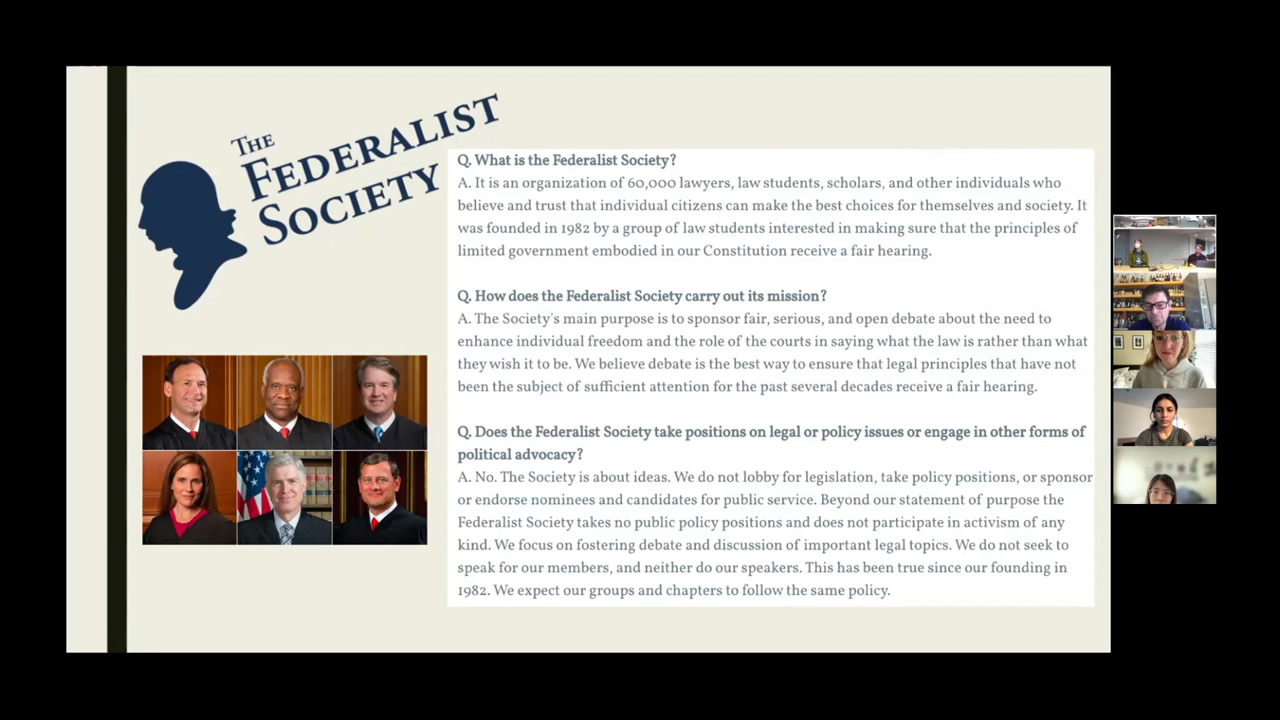 THE
FEDERALIST
SOCIETY
Q. What is the Federalist Society?
A. It is an organization of 60,000 lawyers, law students, scholars, and other individuals who
believe and trust that individual citizens can make the best choices for themselves and society. It
was founded in 1982 by a group of law students interested in making sure that the principles of
limited government embodied in our Constitution receive a fair hearing.
Q. How does the Federalist Society carry out its mission?
A. The Society's main purpose is to sponsor fair, serious, and open debate about the need to
enhance individual freedom and the role of the courts in saying what the law is rather than what
they wish it to be. We believe debate is the best way to ensure that legal principles that have not
been the subject of sufficient attention for the past several decades receive a fair hearing.
Q. Does the Federalist Society take positions on legal or policy issues or engage in other forms of
political advocacy?
A. No. The Society is about ideas. We do not lobby for legislation, take policy positions, or sponsor
or endorse nominees and candidates for public service. Beyond our statement of purpose the
Federalist Society takes no public policy positions and does not participate in activism of any
kind. We focus on fostering debate and discussion of important legal topics. We do not seek to
speak for our members, and neither do our speakers. This has been true since our founding in
1982. We expect our groups and chapters to follow the same policy.